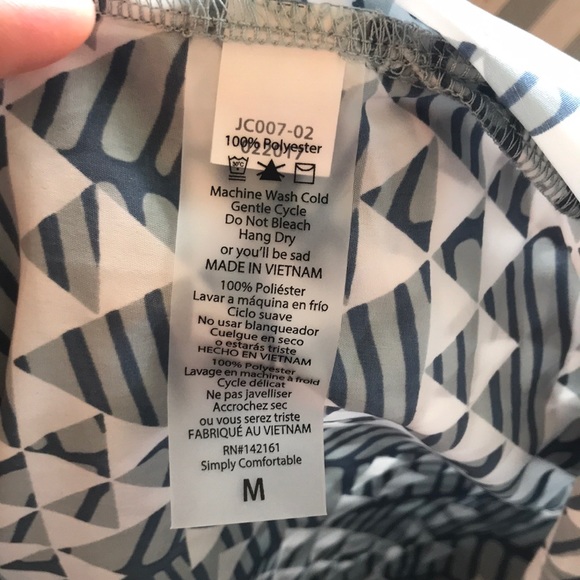 JC007-02
022017
100% Polyester
30°C
Machine Wash Cold
Gentle Cycle
Do Not Bleach
Hang Dry
or you'll be sad
MADE IN VIETNAM
100% Poliéster
Lavar a máquina en frío
Ciclo suave
No usar blanqueador
Cuelgue en seco
o estarás triste
HECHO EN VIETNAM
100% Polyester
Lavage en machine à froid
Cycle délicat
Ne pas javelliser
Accrochez sec
ou vous serez triste
FABRIQUÉ AU VIETNAM
RN#142161
Simply Comfortable
M